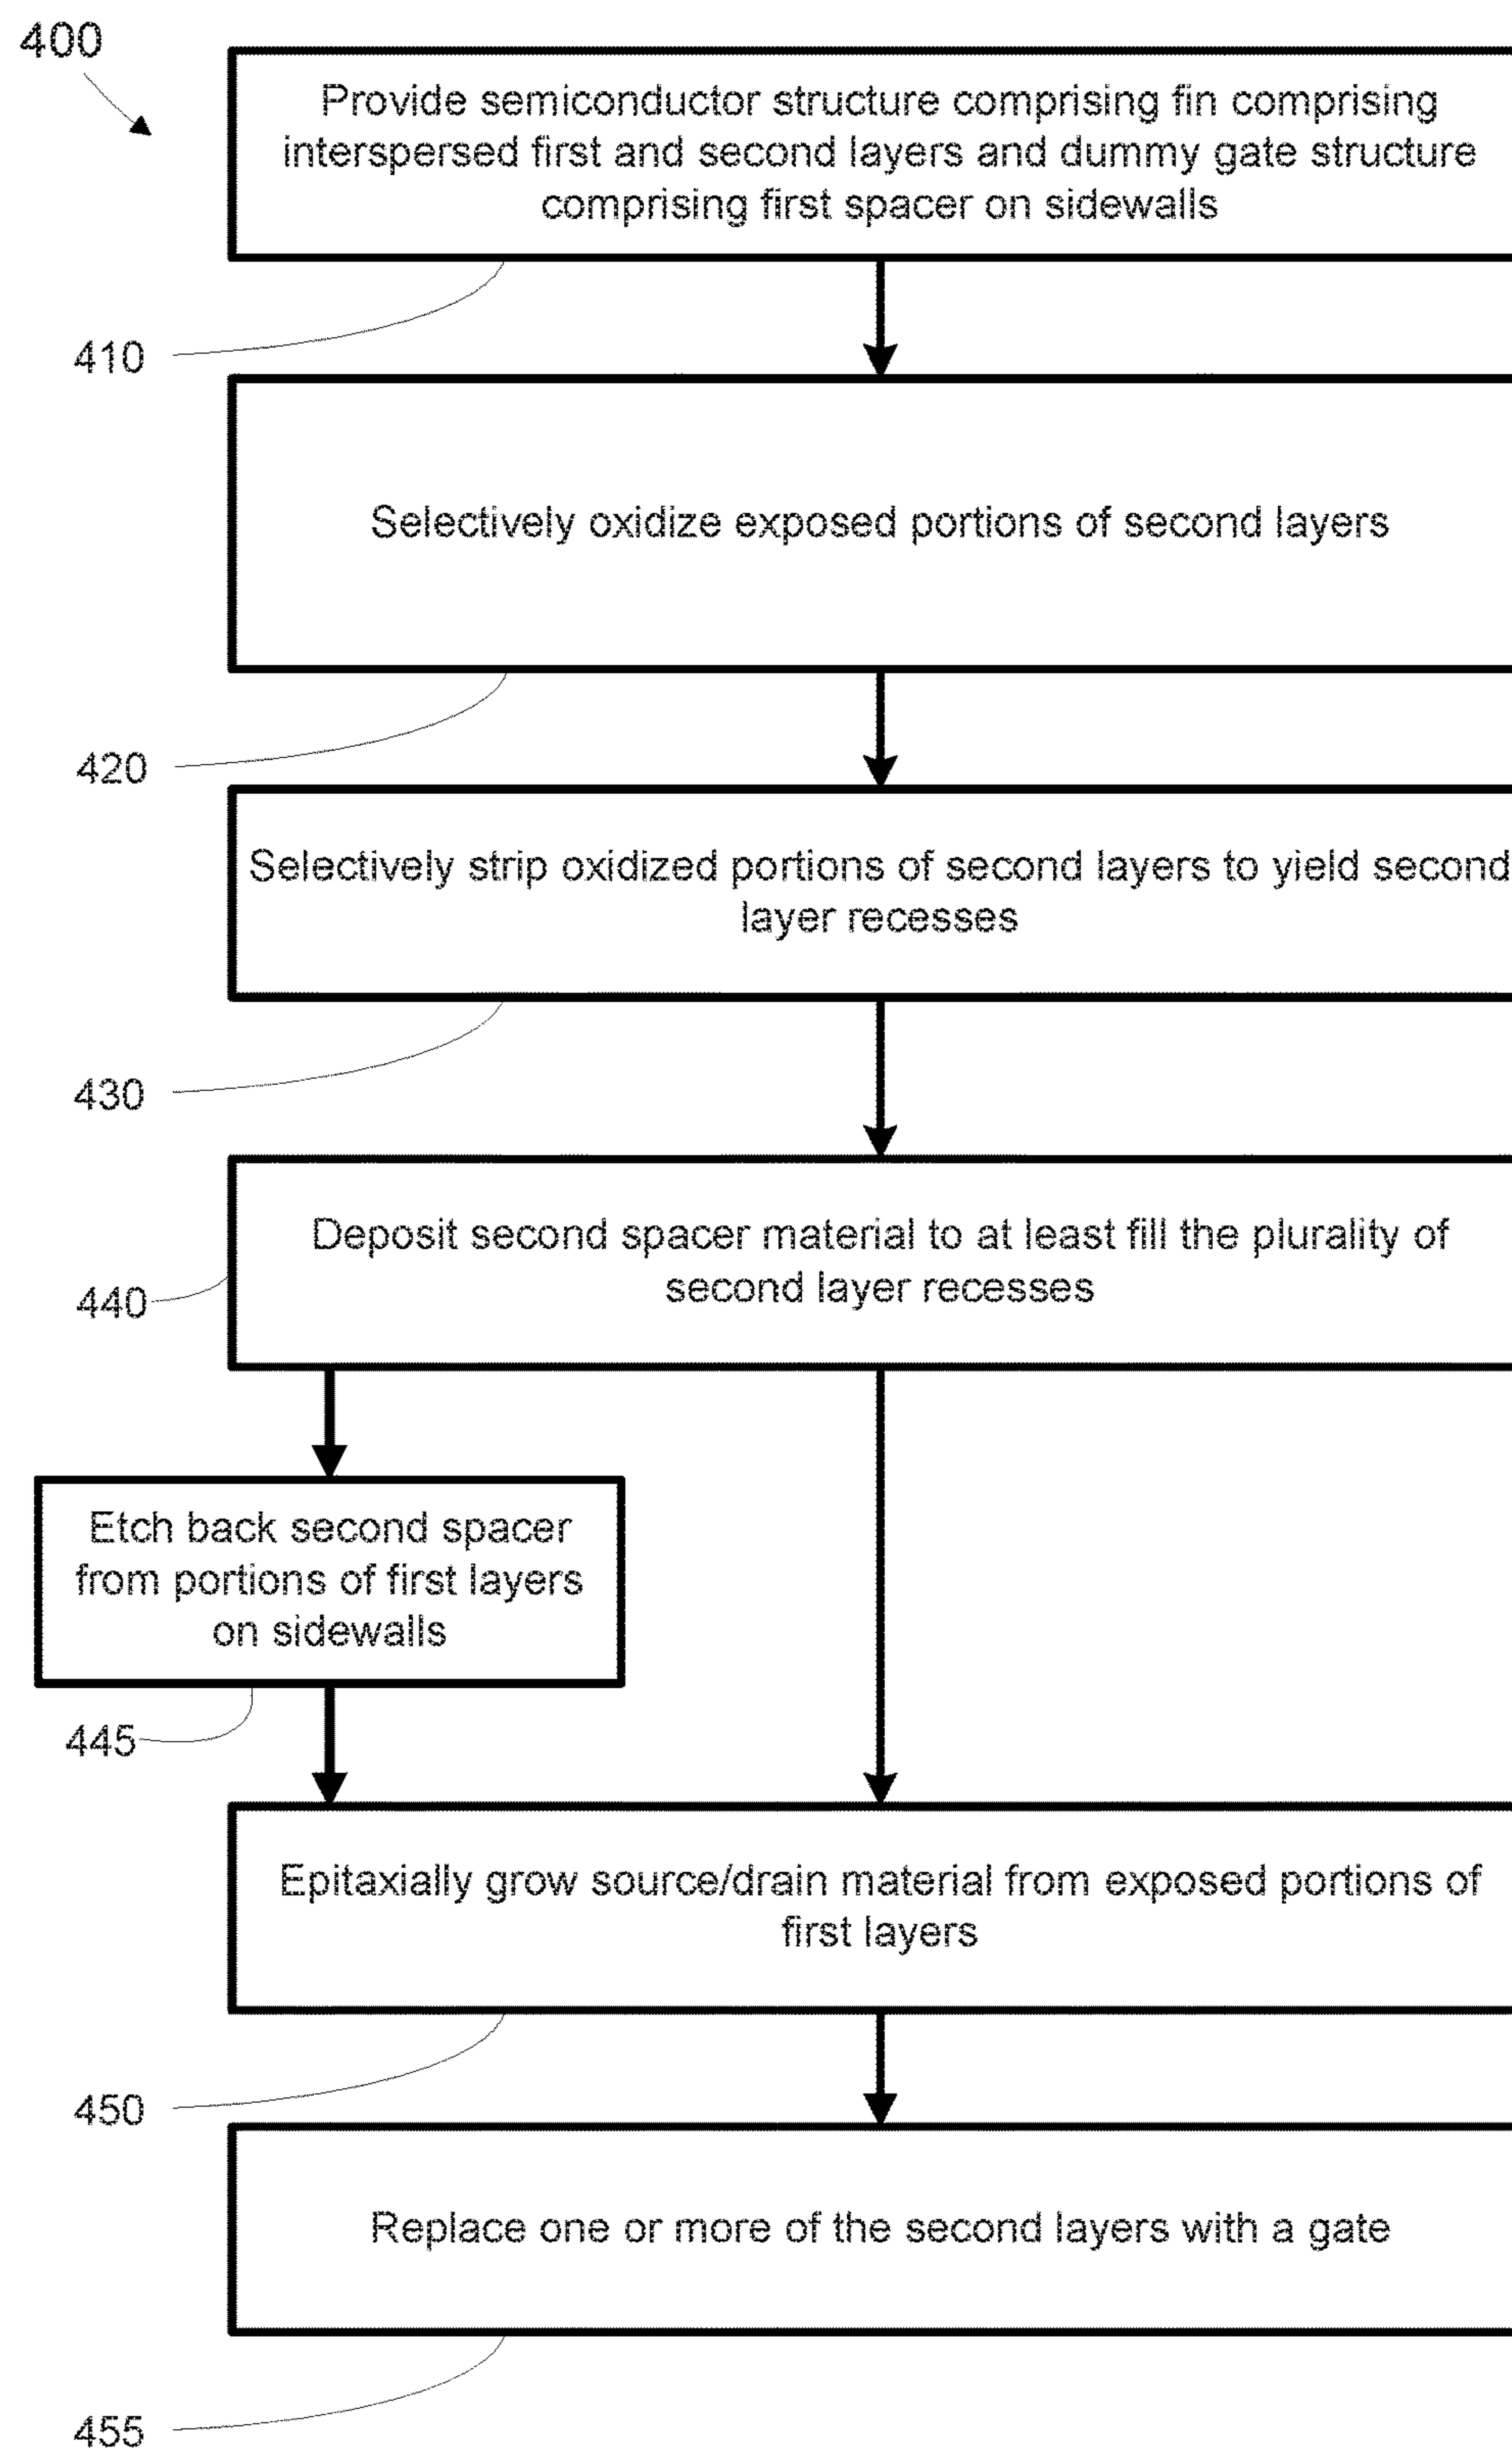 400
Provide semiconductor structure comprising fin comprising
interspersed first and second layers and dummy gate structure
comprising first spacer on sidewalls
410
Selectively oxidize exposed portions of second layers
420
Selectively strip oxidized portions of second layers to yield second
layer recesses
430
Deposit second spacer material to at least fill the plurality of
second layer recesses
440
Etch back second spacer
from portions of first layers
on sidewalls
445
Epitaxially grow source/drain material from exposed portions of
first layers
450
Replace one or more of the second layers with a gate
455